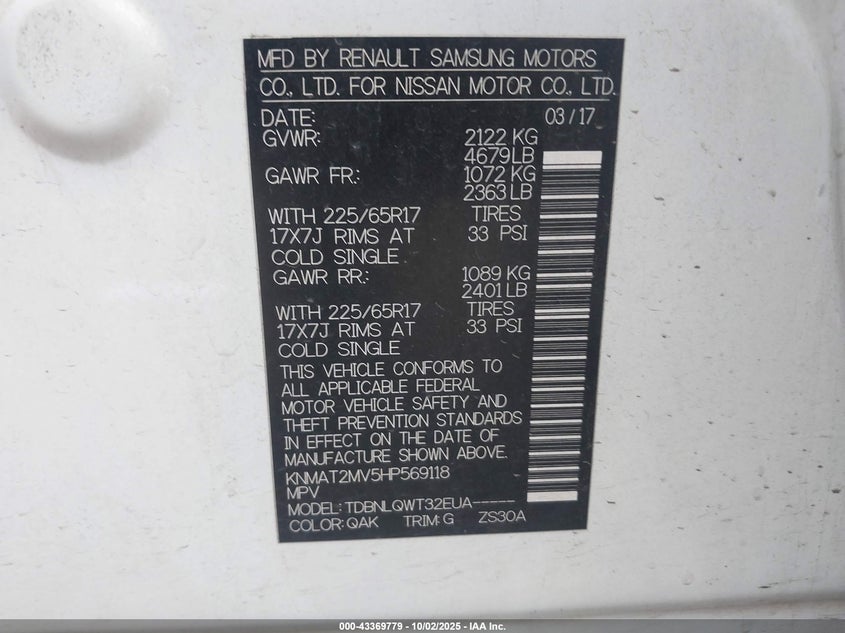 MFD BY RENAULT SAMSUNG MOTORS
CO., LTD. FOR NISSAN MOTOR CO., LTD.
DATE: 03/17
GVWR: 2122 KG
4679 LB
GAWR FR.: 1072 KG
2363 LB
WITH 225/65R17 TIRES
17X7J RIMS AT 33 PSI
COLD SINGLE
GAWR RR.: 1089 KG
2401 LB
WITH 225/65R17 TIRES
17X7J RIMS AT 33 PSI
COLD SINGLE
THIS VEHICLE CONFORMS TO
ALL APPLICABLE FEDERAL
MOTOR VEHICLE SAFETY AND
THEFT PREVENTION STANDARDS
IN EFFECT ON THE DATE OF
MANUFACTURE SHOWN ABOVE.
KNMAT2MV5HP569118
MPV
MODEL: TDBNLQWT32EUA------
COLOR: QAK TRIM: G ZS30A
000-43369779 - 10/02/2025 - IAA Inc.